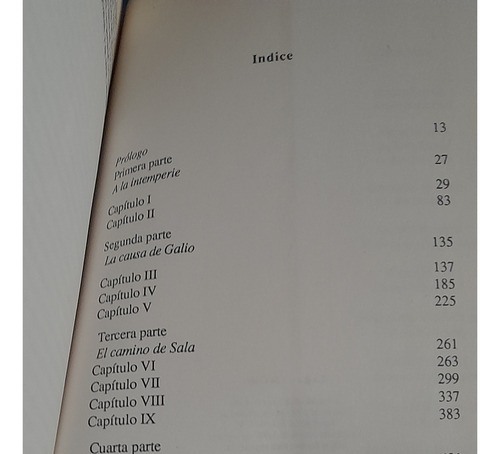 Indice
Prólogo 13
Primera parte
A la intemperie 27
Capítulo I 29
Capítulo II 83
Segunda parte
La causa de Galio 135
Capítulo III 137
Capítulo IV 185
Capítulo V 225
Tercera parte
El camino de Sala 261
Capítulo VI 263
Capítulo VII 299
Capítulo VIII 337
Capítulo IX 383
Cuarta parte